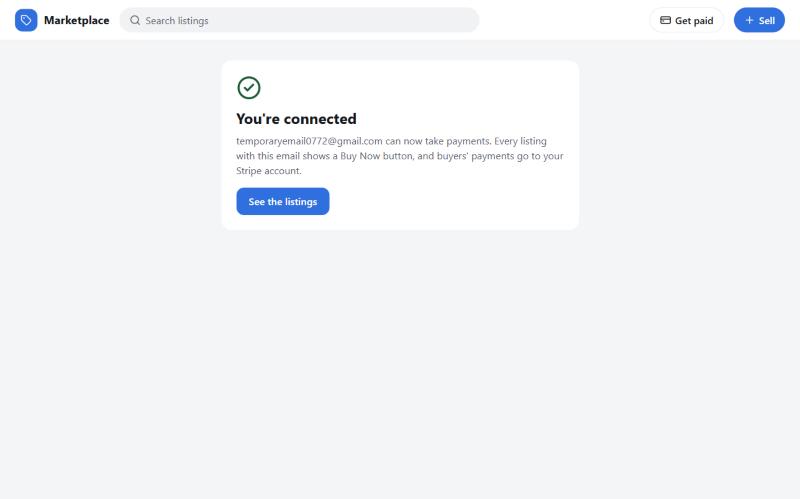 Marketplace
Search listings
Get paid
Sell
You're connected
temporaryemail0772@gmail.com can now take payments. Every listing
with this email shows a Buy Now button, and buyers' payments go to your
Stripe account.
See the listings